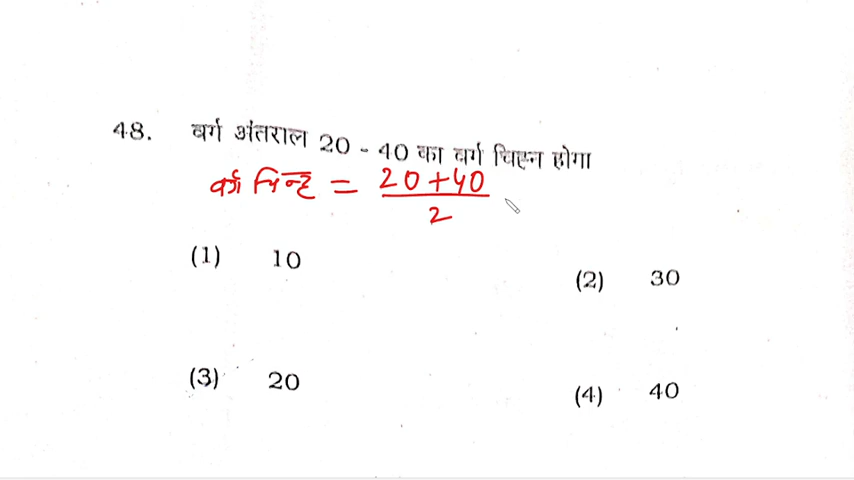 48. वर्ग अंतराल 20 - 40 का वर्ग चिह्न होगा
वर्ग चिन्ह = 20+40
2
(1) 10
(2) 30
(3) 20
(4) 40